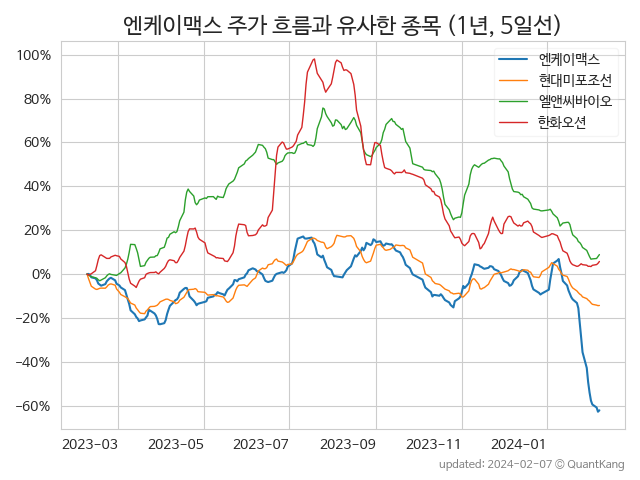 엔케이맥스 주가 흐름과 유사한 종목 (1년, 5일선)
엔케이맥스
현대미포조선
엘앤씨바이오
한화오션
100%
80%
60%
40%
20%
0%
−20%
−40%
−60%
2023-03 2023-05 2023-07 2023-09 2023-11 2024-01
updated: 2024-02-07 © QuantKang